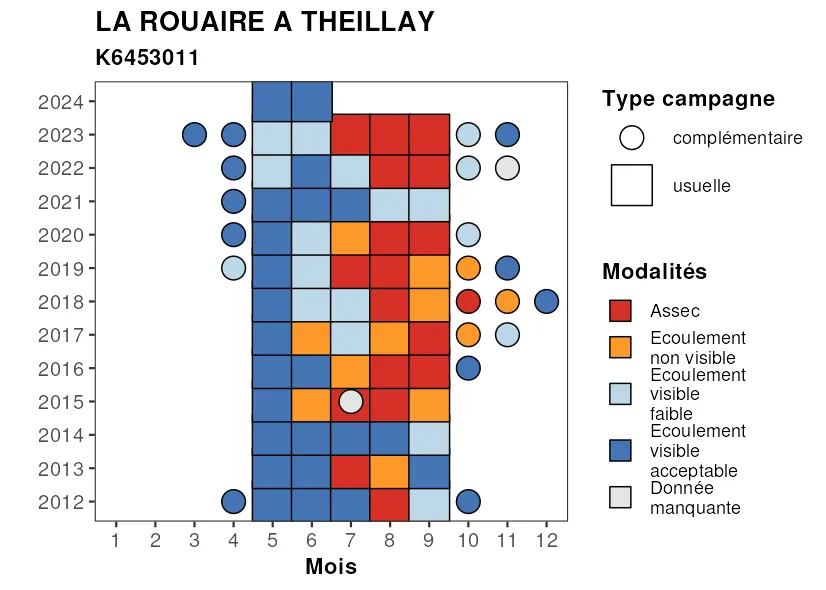 LA ROUAIRE A THEILLAY
K6453011
2024
2023
2022
2021
2020
2019
2018
2017
2016
2015
2014
2013
2012
1 2 3 4 5 6 7 8 9 10 11 12
Mois
Type campagne
complémentaire
usuelle
Modalités
Assec
Ecoulement
non visible
Ecoulement
visible
faible
Ecoulement
visible
acceptable
Donnée
manquante